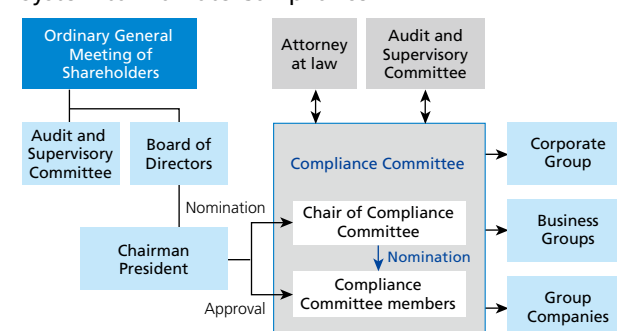 Ordinary General
Meeting of
Shareholders
Attorney
at law
Audit and
Supervisory
Committee
Audit and
Supervisory
Committee
Board of
Directors
Compliance Committee
Corporate
Group
Nomination
Chair of Compliance
Committee
Business
Groups
Chairman
President
Nomination
Approval
Compliance
Committee members
Group
Companies